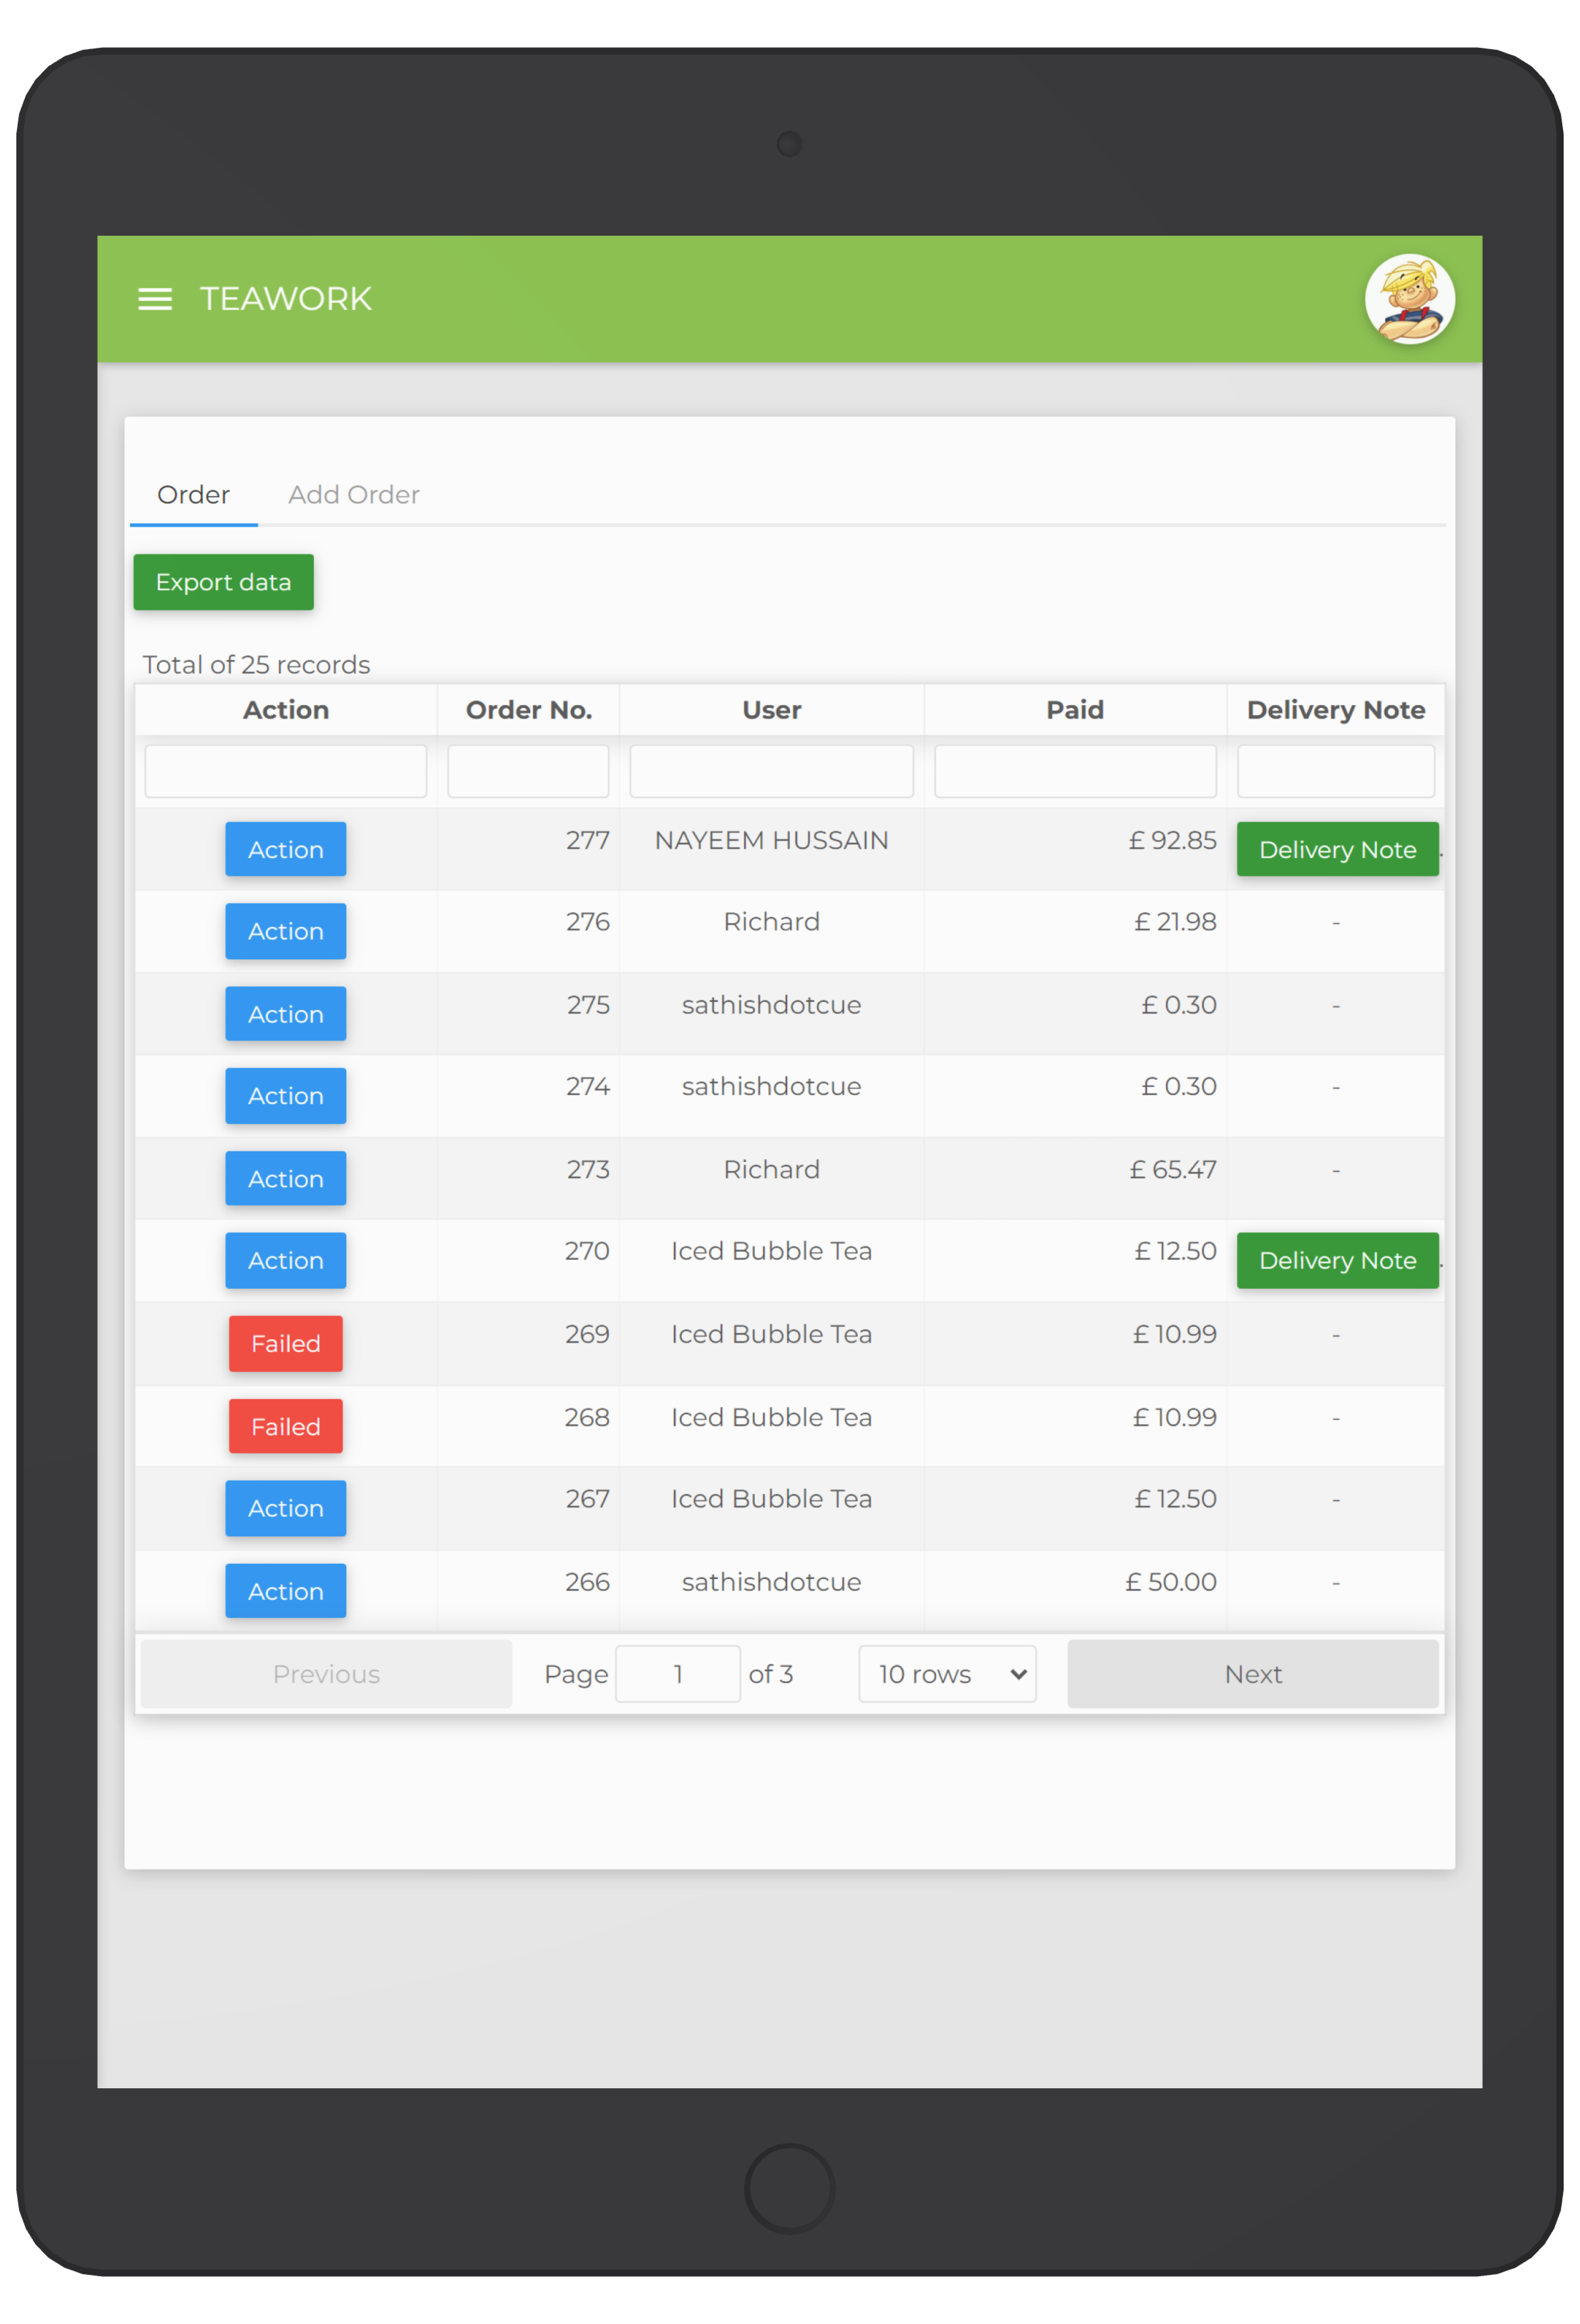 TEAWORK
Order Add Order
Export data
Total of 25 records
Action Order No. User Paid Delivery Note
Action 277 NAYEEM HUSSAIN £ 92.85 Delivery Note .
Action 276 Richard £ 21.98 -
Action 275 sathishdotcue £ 0.30 -
Action 274 sathishdotcue £ 0.30 -
Action 273 Richard £ 65.47 -
Action 270 Iced Bubble Tea £ 12.50 Delivery Note .
Failed 269 Iced Bubble Tea £ 10.99 -
Failed 268 Iced Bubble Tea £ 10.99 -
Action 267 Iced Bubble Tea £ 12.50 -
Action 266 sathishdotcue £ 50.00 -
Previous Page 1 of 3 10 rows Next